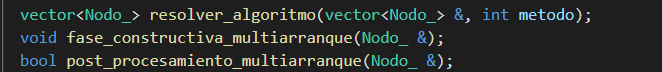 vector<Nodo_> resolver_algoritmo(vector<Nodo_> &, int metodo);
void fase_constructiva_multiarranque(Nodo_ &);
bool post_procesamiento_multiarranque(Nodo_ &);